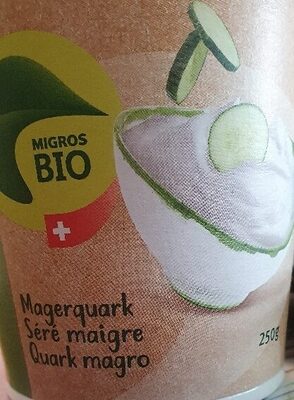 MIGROS
BIO
Magerquark
Séré maigre
Quark magro
250g